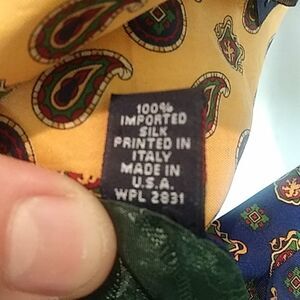 100%
IMPORTED
SILK
PRINTED IN
ITALY
MADE IN
U.S.A.
WPL 2831